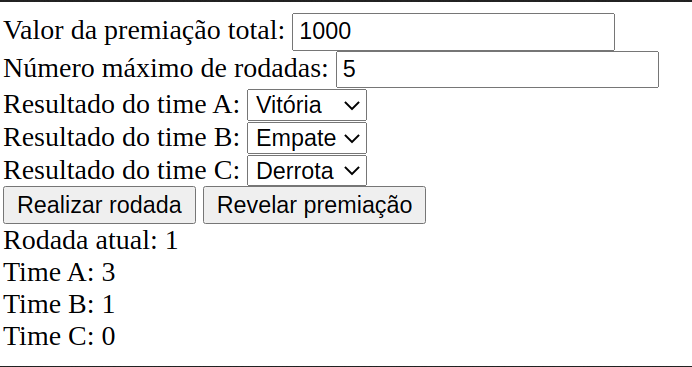 Valor da premiação total: 1000
Número máximo de rodadas: 5
Resultado do time A: Vitória
Resultado do time B: Empate
Resultado do time C: Derrota
Realizar rodada Revelar premiação
Rodada atual: 1
Time A: 3
Time B: 1
Time C: 0